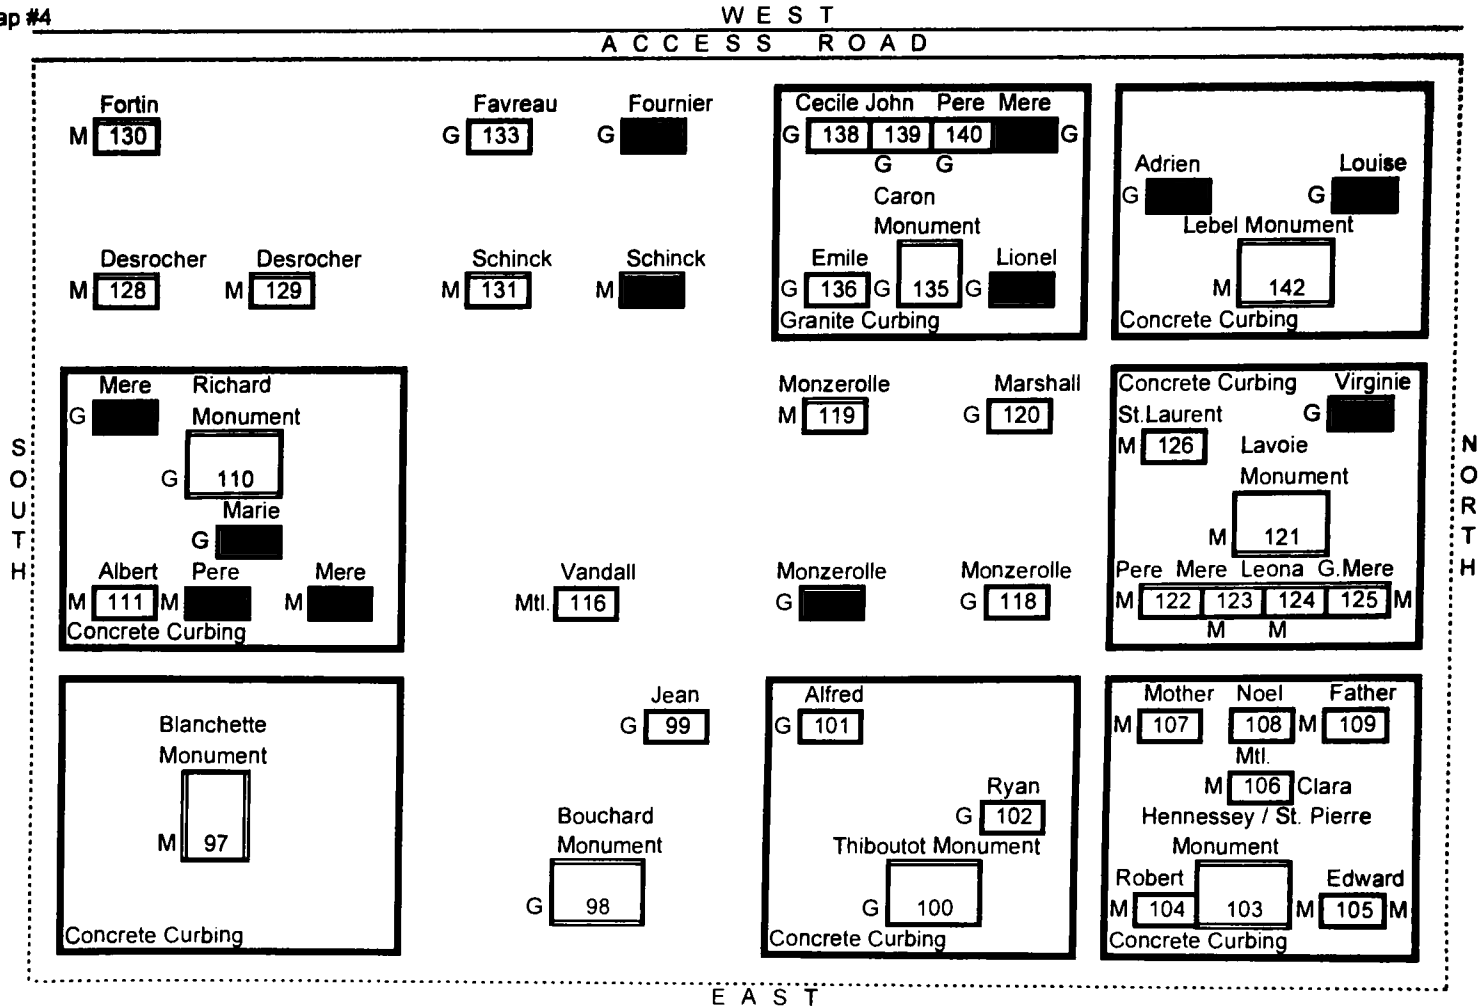 ap #4
W E S T
A C C E S S R O A D
Fortin Favreau Fournier Cecile John Pere Mere
M 130 G 133 G G 138 139 140 G
G G
Adrien Louise
G G
Caron
Monument
Lebel Monument
Desrocher Desrocher Schinck Schinck Emile Lionel
M 128 M 129 M 131 M G 136 G 135 G M 142
Granite Curbing Concrete Curbing
Mere Richard Monzerolle Marshall Concrete Curbing Virginie
G Monument M 119 G 120 St.Laurent G
M 126 Lavoie
Monument
G 110
Marie
G M 121
Albert Pere Mere Vandall Monzerolle Monzerolle Pere Mere Leona G.Mere
M 111 M M Mtl. 116 G G 118 M 122 123 124 125 M
Concrete Curbing M M
S O U T H
N O R T H
Jean Alfred Mother Noel Father
Blanchette G 99 G 101 M 107 108 M 109
Monument Mtl.
Ryan M 106 Clara
Bouchard G 102 Hennessey / St. Pierre
M 97 Monument Thiboutot Monument Monument
Robert Edward
G 98 G 100 M 104 103 M 105 M
Concrete Curbing Concrete Curbing Concrete Curbing
E A S T